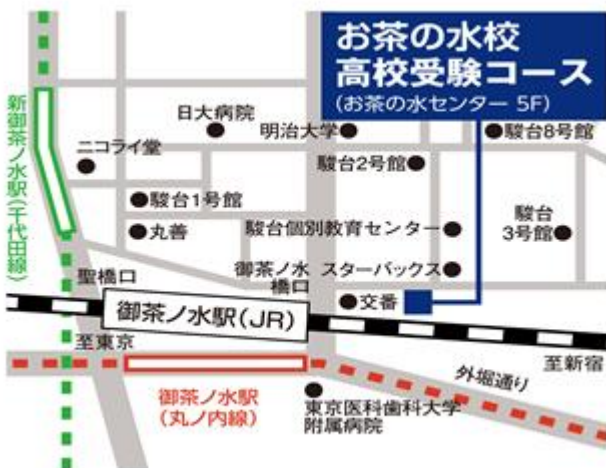 お茶の水校
高校受験コース
(お茶の水センター 5F)
新御茶ノ水駅(千代田線)
日大病院
明治大学
駿台8号館
ニコライ堂
駿台2号館
駿台1号館
丸善
駿台個別教育センター
駿台
3号館
御茶ノ水
橋口
スターバックス
聖橋口
交番
御茶ノ水駅(JR)
至東京
至新宿
御茶ノ水駅
(丸ノ内線)
外堀通り
東京医科歯科大学
附属病院